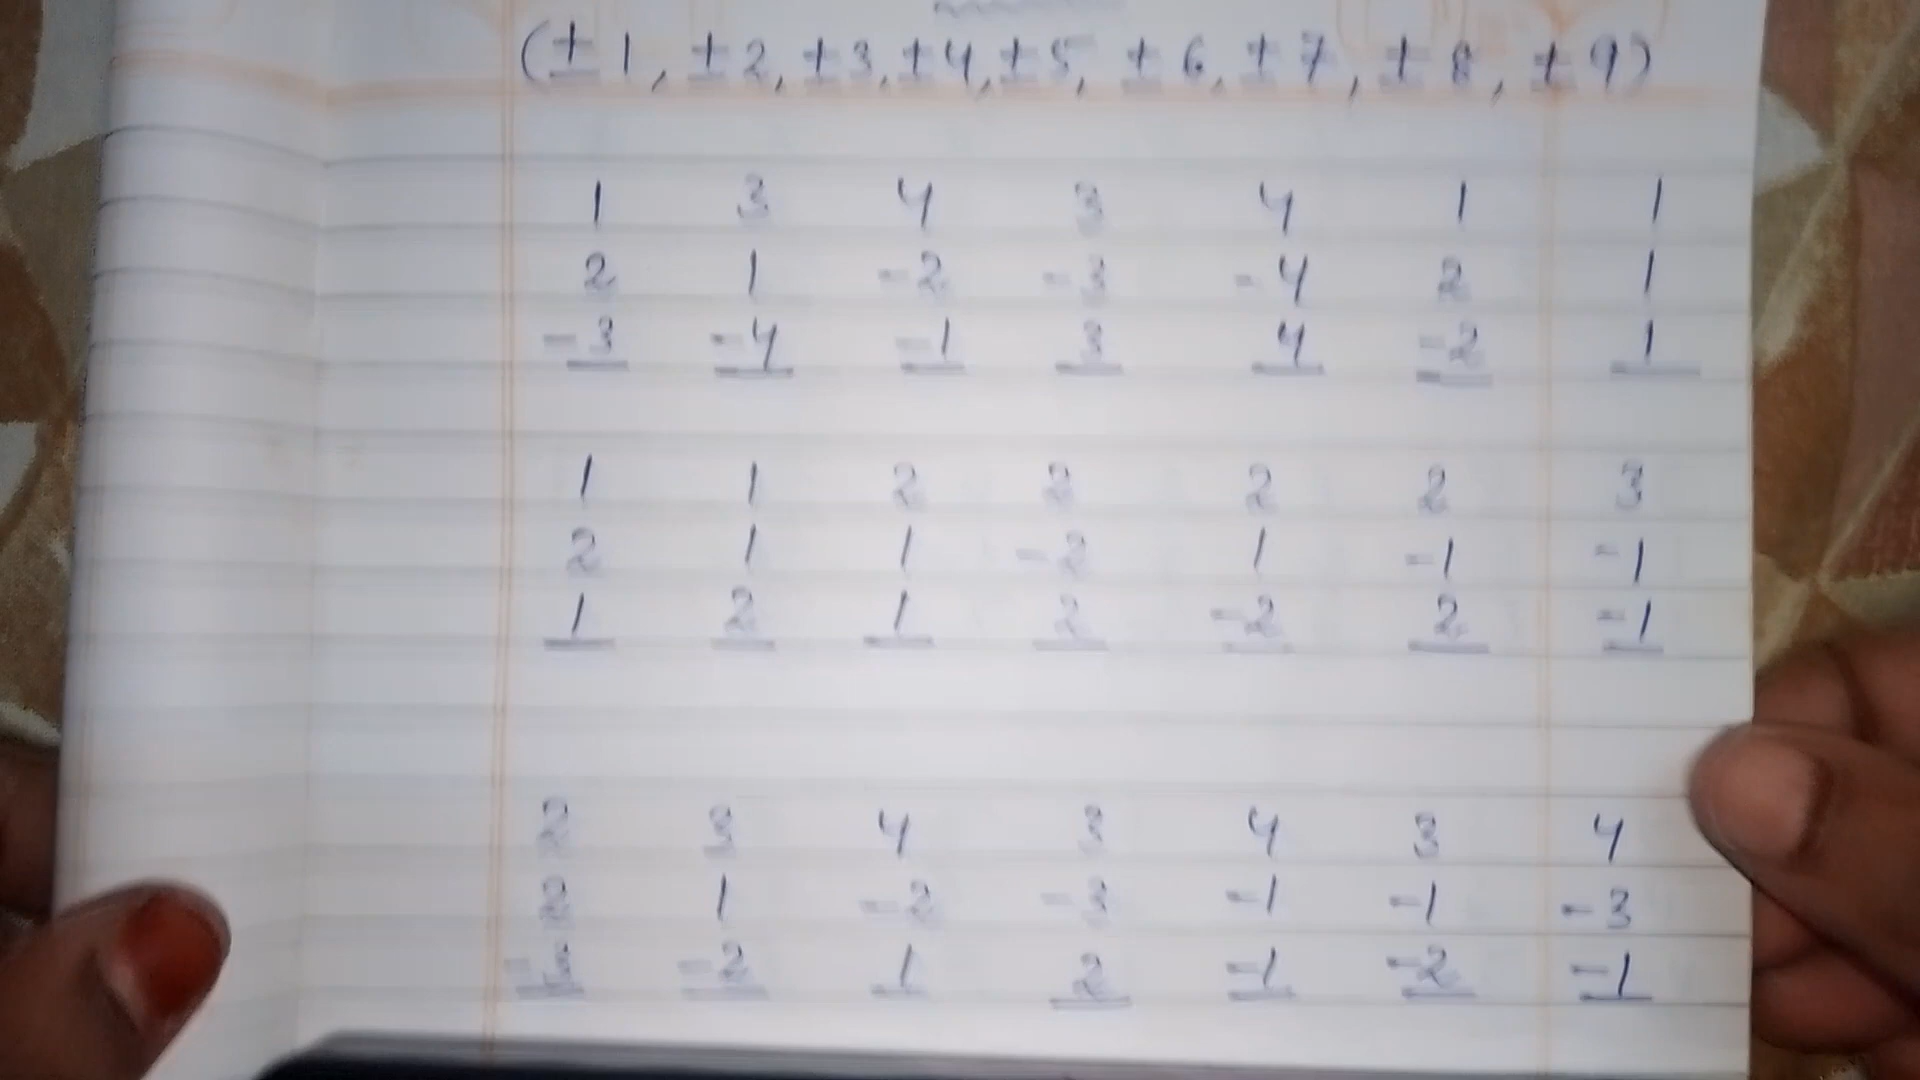 (±1, ±2, ±3, ±4, ±5, ±6, ±7, ±8, ±9)
1 3 4 3 4 1 1
2 1 -2 -3 -4 2 1
-3 -4 -1 3 4 -2 1
1 1 2 2 2 2 3
2 1 1 -2 1 -1 -1
1 2 1 2 -2 2 -1
2 3 4 3 4 3 4
2 1 -2 -3 -1 -1 -3
-2 1 2 -1 -2 -1